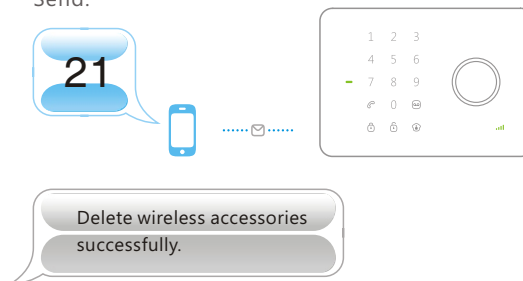 Send:
21
1 2 3
4 5 6
7 8 9
0
Delete wireless accessories
successfully.